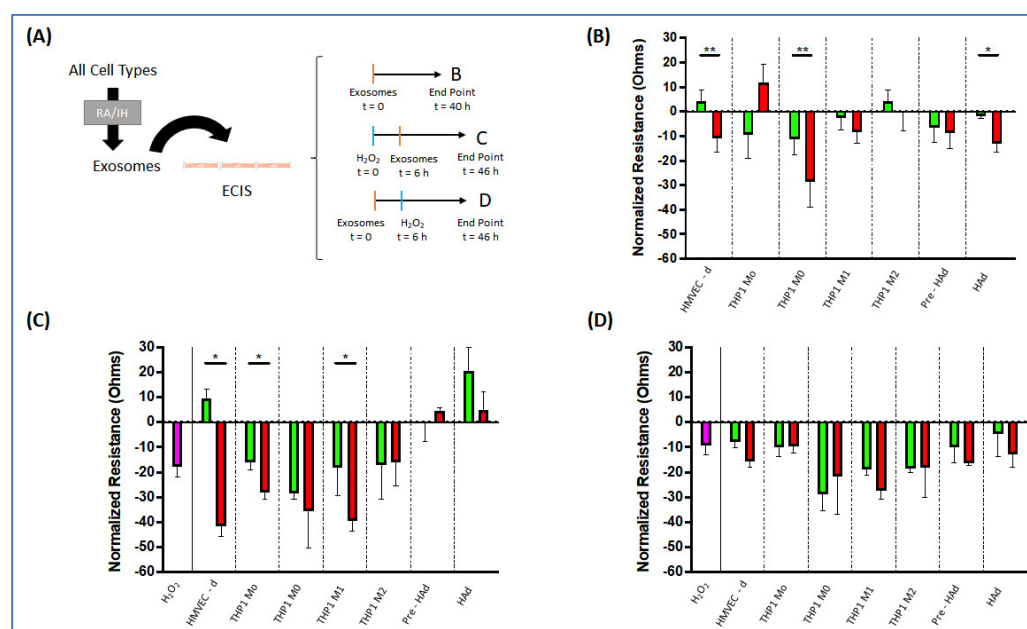 (A)
All Cell Types
RA/IH
Exosomes
ECIS
B
Exosomes
t = 0
End Point
t = 40 h
C
H₂O₂
t = 0
Exosomes
t = 6 h
End Point
t = 46 h
D
Exosomes
t = 0
H₂O₂
t = 6 h
End Point
t = 46 h
(B)
Normalized Resistance (Ohms)
30
20
10
0
-10
-20
-30
-40
-50
-60
**
**
*
HMVEC - d
THP1 Mo
THP1 M0
THP1 M1
THP1 M2
Pre - HAd
HAd
(C)
Normalized Resistance (Ohms)
30
20
10
0
-10
-20
-30
-40
-50
-60
*
*
*
H₂O₂
HMVEC - d
THP1 Mo
THP1 M0
THP1 M1
THP1 M2
Pre - HAd
HAd
(D)
Normalized Resistance (Ohms)
30
20
10
0
-10
-20
-30
-40
-50
-60
H₂O₂
HMVEC - d
THP1 Mo
THP1 M0
THP1 M1
THP1 M2
Pre - HAd
HAd